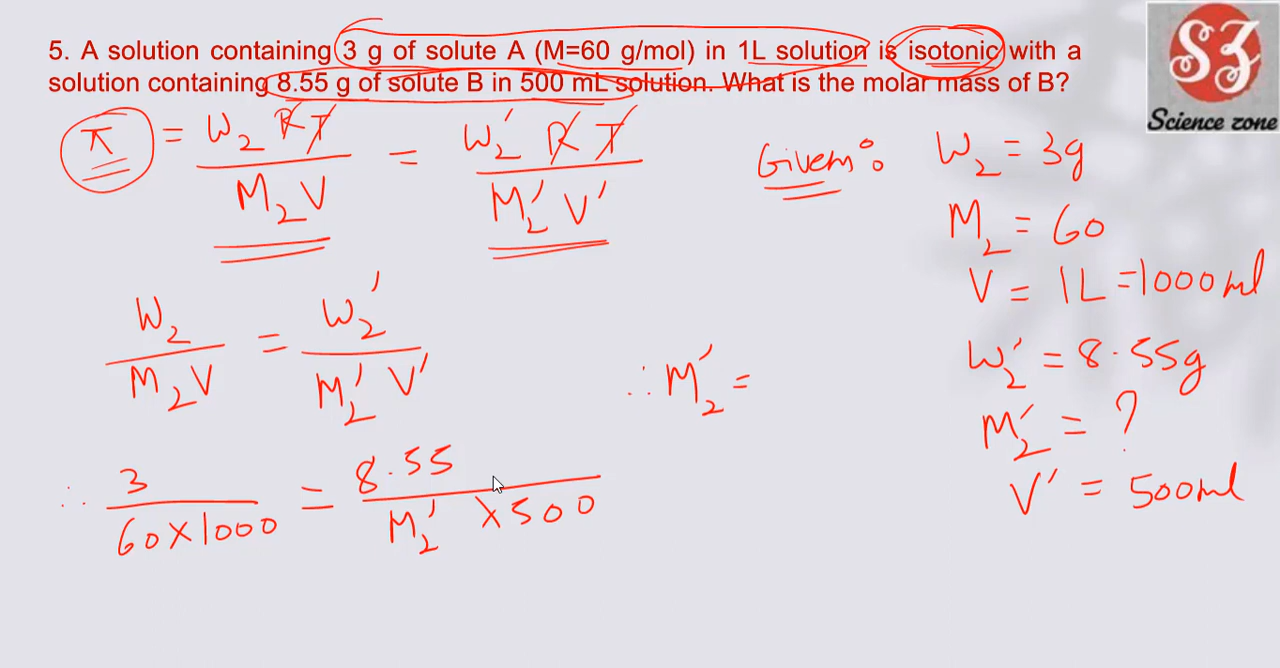 5. A solution containing 3 g of solute A (M=60 g/mol) in 1L solution is isotonic with a
solution containing 8.55 g of solute B in 500 mL solution. What is the molar mass of B?
SZ
Science zone
π = W₂RT / M₂V = W₂'RT / M₂'V'
Given:
W₂ = 3g
M₂ = 60
V = 1L = 1000ml
W₂' = 8.55g
M₂' = ?
V' = 500ml
W₂ / M₂V = W₂' / M₂'V'
∴ M₂' =
∴ 3 / 60×1000 = 8.55 / M₂' ×500